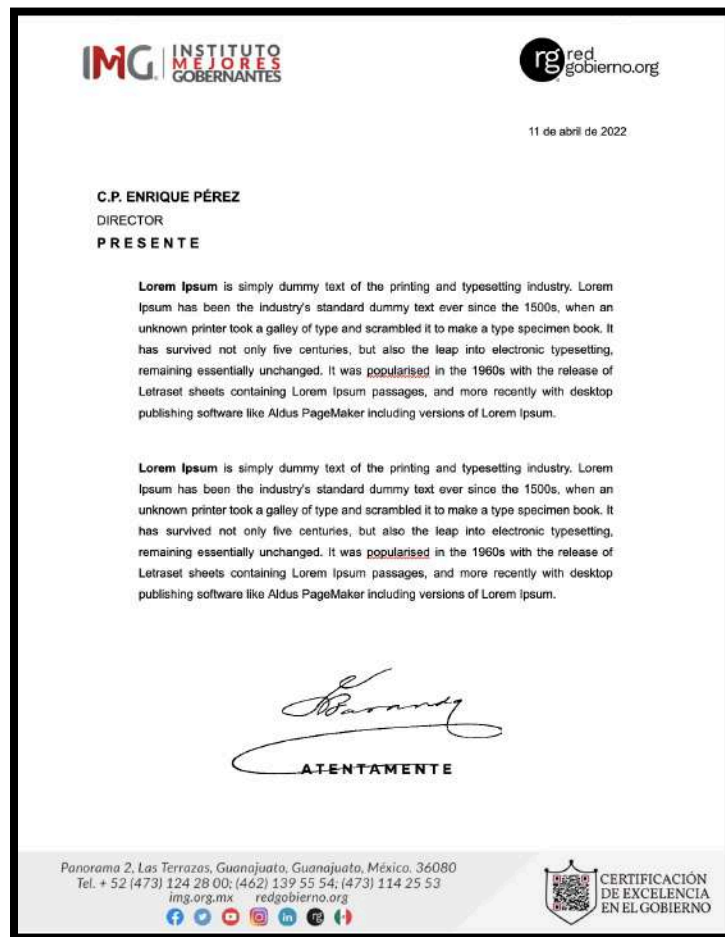 IMG INSTITUTO
MEJORES
GOBERNANTES
rg red
gobierno.org
11 de abril de 2022
C.P. ENRIQUE PÉREZ
DIRECTOR
PRESENTE
Lorem Ipsum is simply dummy text of the printing and typesetting industry. Lorem
Ipsum has been the industry's standard dummy text ever since the 1500s, when an
unknown printer took a galley of type and scrambled it to make a type specimen book. It
has survived not only five centuries, but also the leap into electronic typesetting,
remaining essentially unchanged. It was popularised in the 1960s with the release of
Letraset sheets containing Lorem Ipsum passages, and more recently with desktop
publishing software like Aldus PageMaker including versions of Lorem Ipsum.
Lorem Ipsum is simply dummy text of the printing and typesetting industry. Lorem
Ipsum has been the industry's standard dummy text ever since the 1500s, when an
unknown printer took a galley of type and scrambled it to make a type specimen book. It
has survived not only five centuries, but also the leap into electronic typesetting,
remaining essentially unchanged. It was popularised in the 1960s with the release of
Letraset sheets containing Lorem Ipsum passages, and more recently with desktop
publishing software like Aldus PageMaker including versions of Lorem Ipsum.
ATENTAMENTE
Panorama 2, Las Terrazas, Guanajuato, Guanajuato, México. 36080
Tel. + 52 (473) 124 28 00; (462) 139 55 54; (473) 114 25 53
img.org.mx redgobierno.org
CERTIFICACIÓN
DE EXCELENCIA
EN EL GOBIERNO